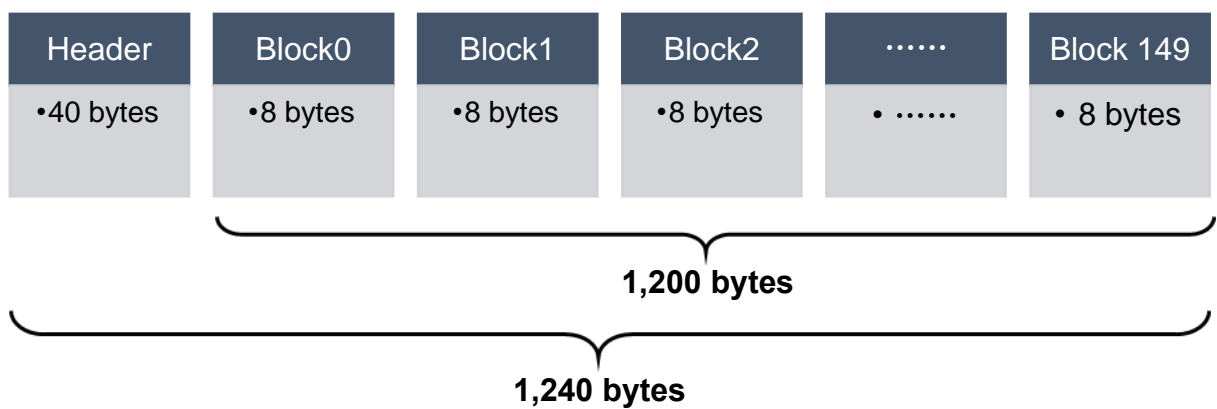 Header Block0 Block1 Block2 ...... Block 149
•40 bytes •8 bytes •8 bytes •8 bytes • ...... • 8 bytes
1,200 bytes
1,240 bytes